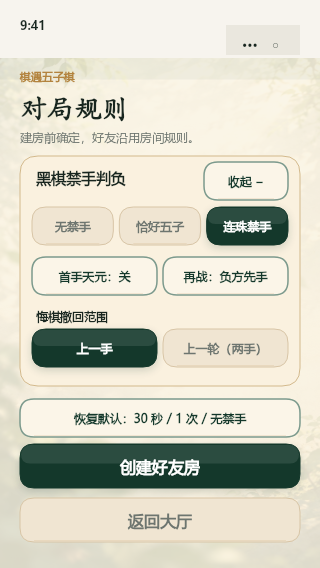 9:41
棋遇五子棋
对局规则
建房前确定，好友沿用房间规则。
黑棋禁手判负
收起 −
无禁手
恰好五子
连珠禁手
首手天元：关
再战：负方先手
悔棋撤回范围
上一手
上一轮（两手）
恢复默认：30 秒 / 1 次 / 无禁手
创建好友房
返回大厅